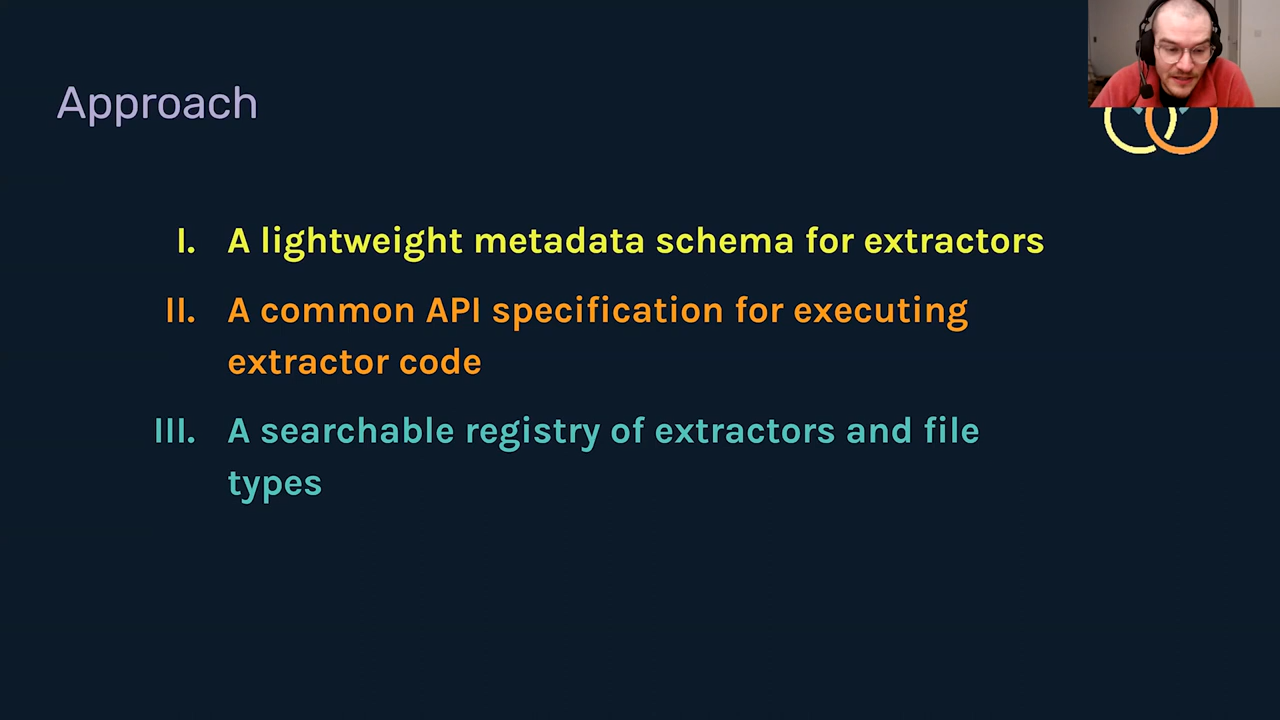 Approach
I. A lightweight metadata schema for extractors
II. A common API specification for executing
extractor code
III. A searchable registry of extractors and file
types